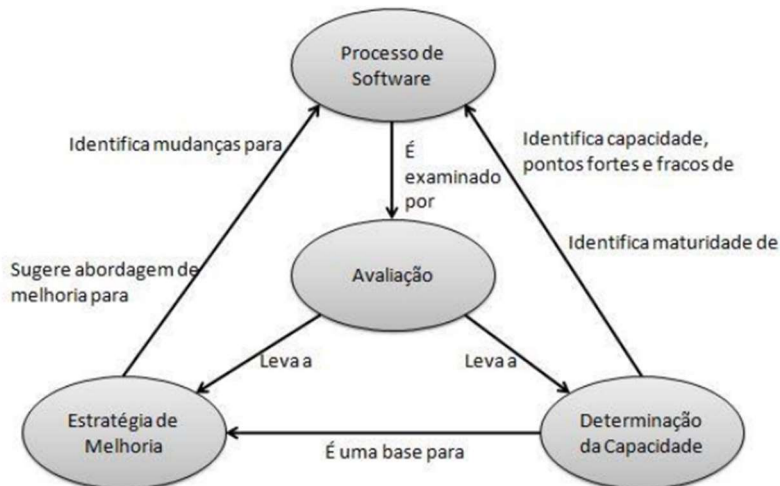 Processo de
Software
Identifica mudanças para
É
examinado
por
Identifica capacidade,
pontos fortes e fracos de
Identifica maturidade de
Sugere abordagem de
melhoria para
Avaliação
Leva a
Leva a
Estratégia de
Melhoria
É uma base para
Determinação
da Capacidade